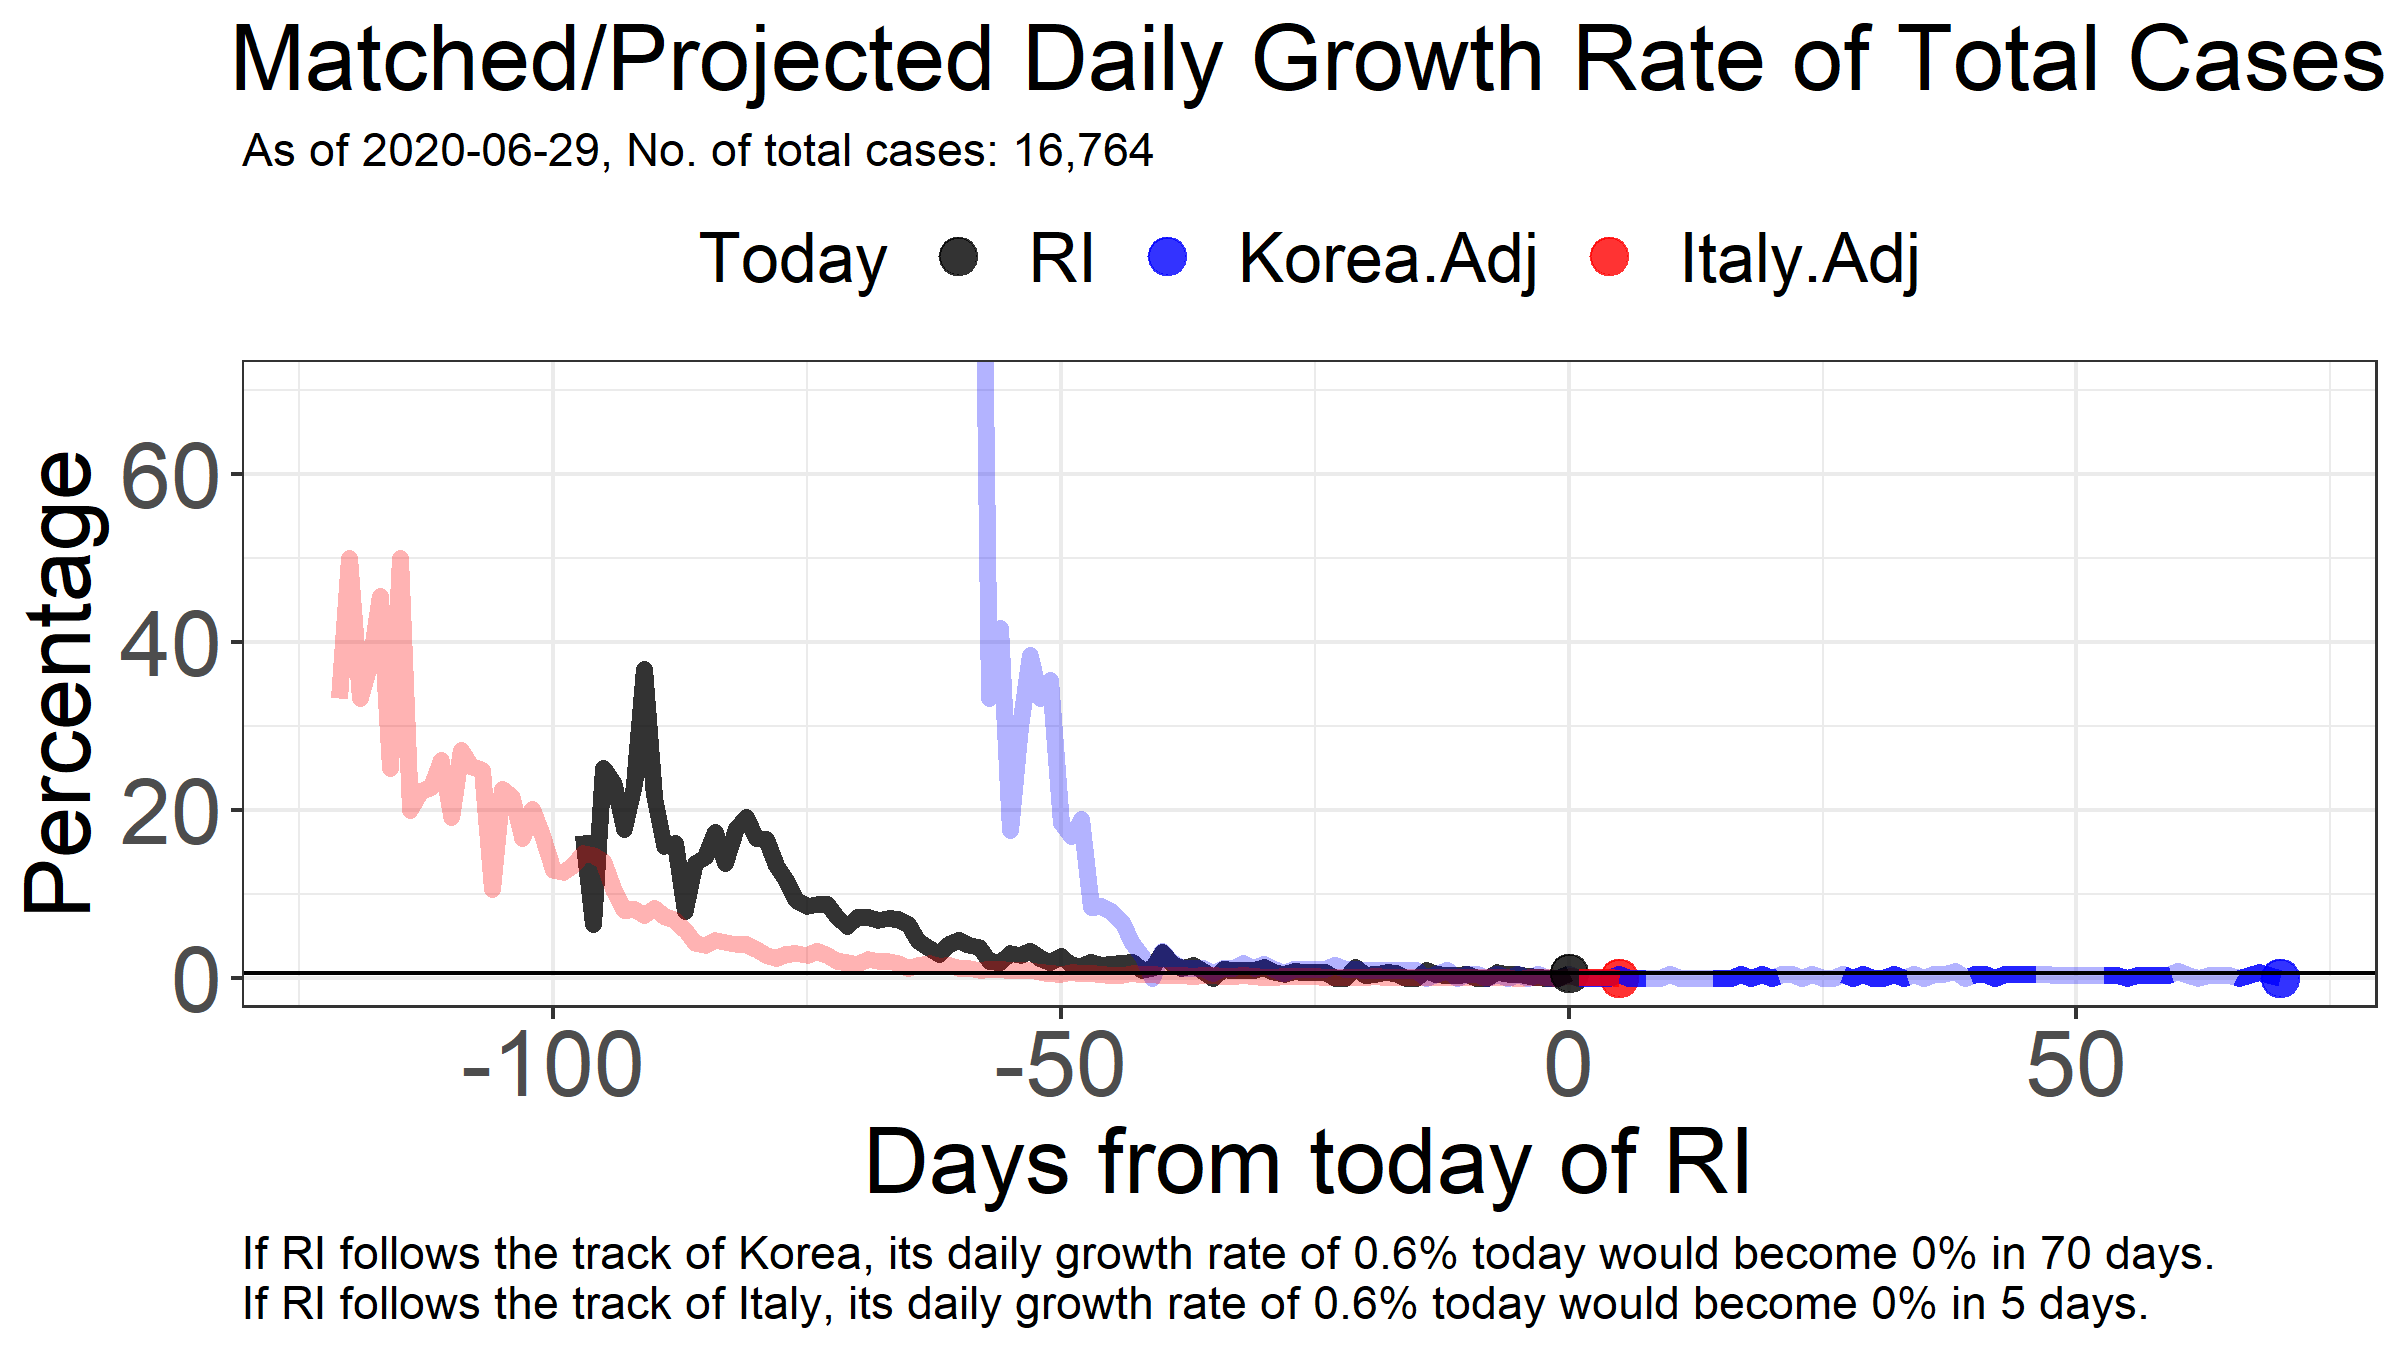 Matched/Projected Daily Growth Rate of Total Cases
As of 2020-06-29, No. of total cases: 16,764
Today RI Korea.Adj Italy.Adj
Percentage
60
40
20
0
-100 -50 0 50
Days from today of RI
If RI follows the track of Korea, its daily growth rate of 0.6% today would become 0% in 70 days.
If RI follows the track of Italy, its daily growth rate of 0.6% today would become 0% in 5 days.